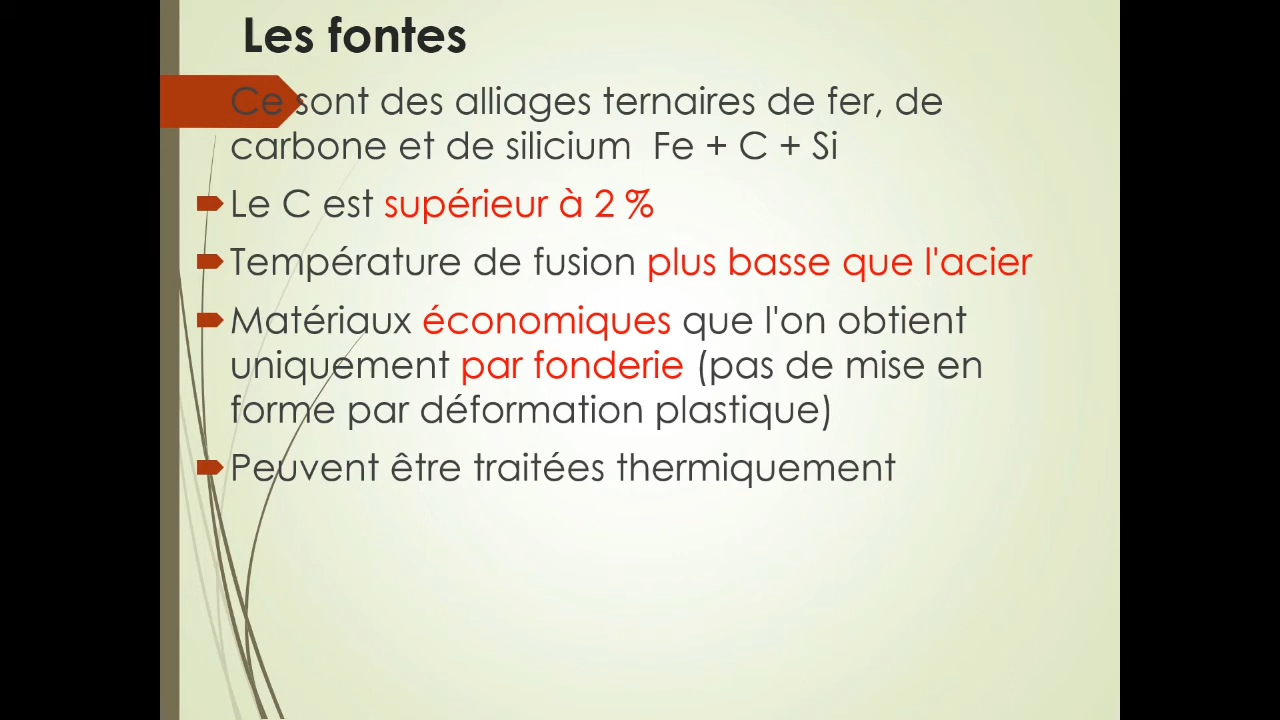 Les fontes
Ce sont des alliages ternaires de fer, de
carbone et de silicium  Fe + C + Si
Le C est supérieur à 2 %
Température de fusion plus basse que l'acier
Matériaux économiques que l'on obtient
uniquement par fonderie (pas de mise en
forme par déformation plastique)
Peuvent être traitées thermiquement